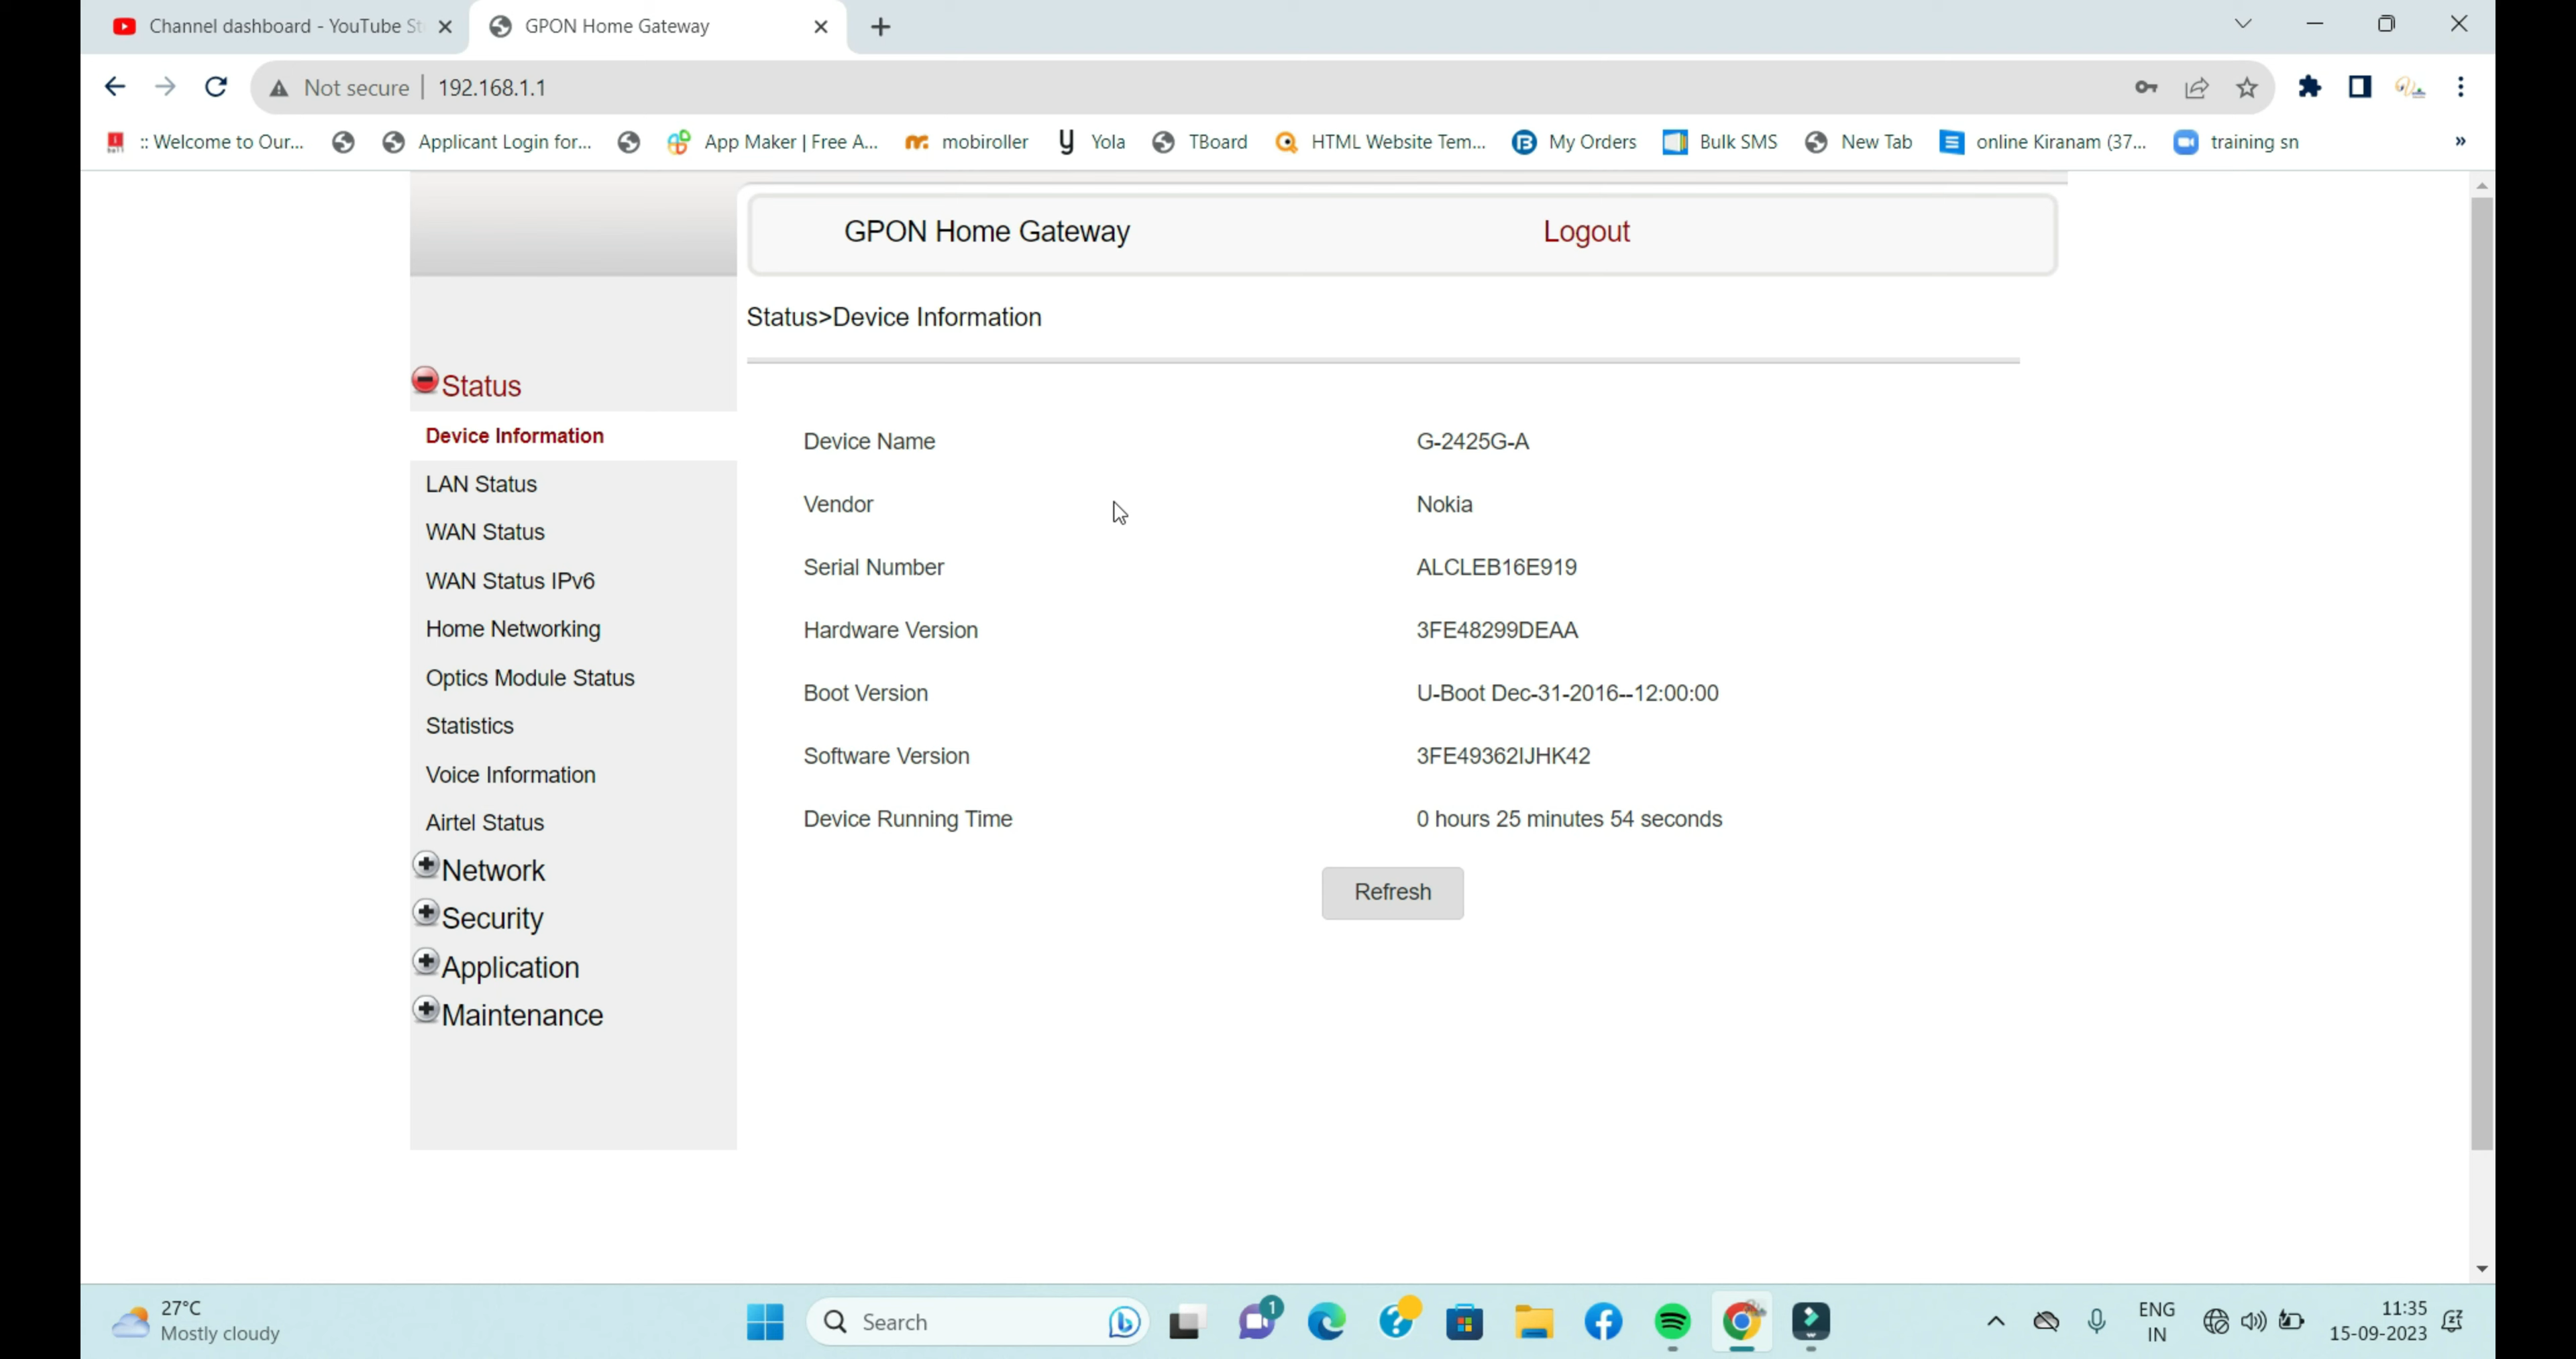 Channel dashboard - YouTube St
GPON Home Gateway
Not secure | 192.168.1.1
:: Welcome to Our...
Applicant Login for...
App Maker | Free A...
mobiroller
Yola
TBoard
HTML Website Tem...
My Orders
Bulk SMS
New Tab
online Kiranam (37...
training sn
»
GPON Home Gateway
Logout
Status>Device Information
Status
Device Information
LAN Status
WAN Status
WAN Status IPv6
Home Networking
Optics Module Status
Statistics
Voice Information
Airtel Status
Network
Security
Application
Maintenance
Device Name G-2425G-A
Vendor Nokia
Serial Number ALCLEB16E919
Hardware Version 3FE48299DEAA
Boot Version U-Boot Dec-31-2016--12:00:00
Software Version 3FE49362IJHK42
Device Running Time 0 hours 25 minutes 54 seconds
Refresh
27°C
Mostly cloudy
Search
1
ENG
IN
11:35
15-09-2023